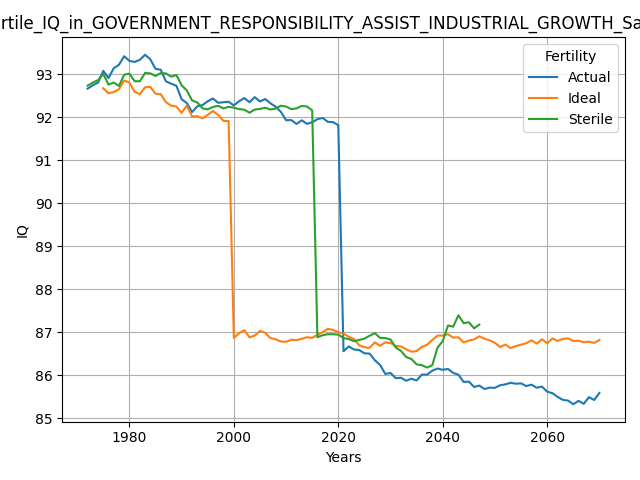 rtile_IQ_in_GOVERNMENT_RESPONSIBILITY_ASSIST_INDUSTRIAL_GROWTH_Sa
Fertility
Actual
Ideal
Sterile
IQ
93
92
91
90
89
88
87
86
85
1980
2000
2020
2040
2060
Years